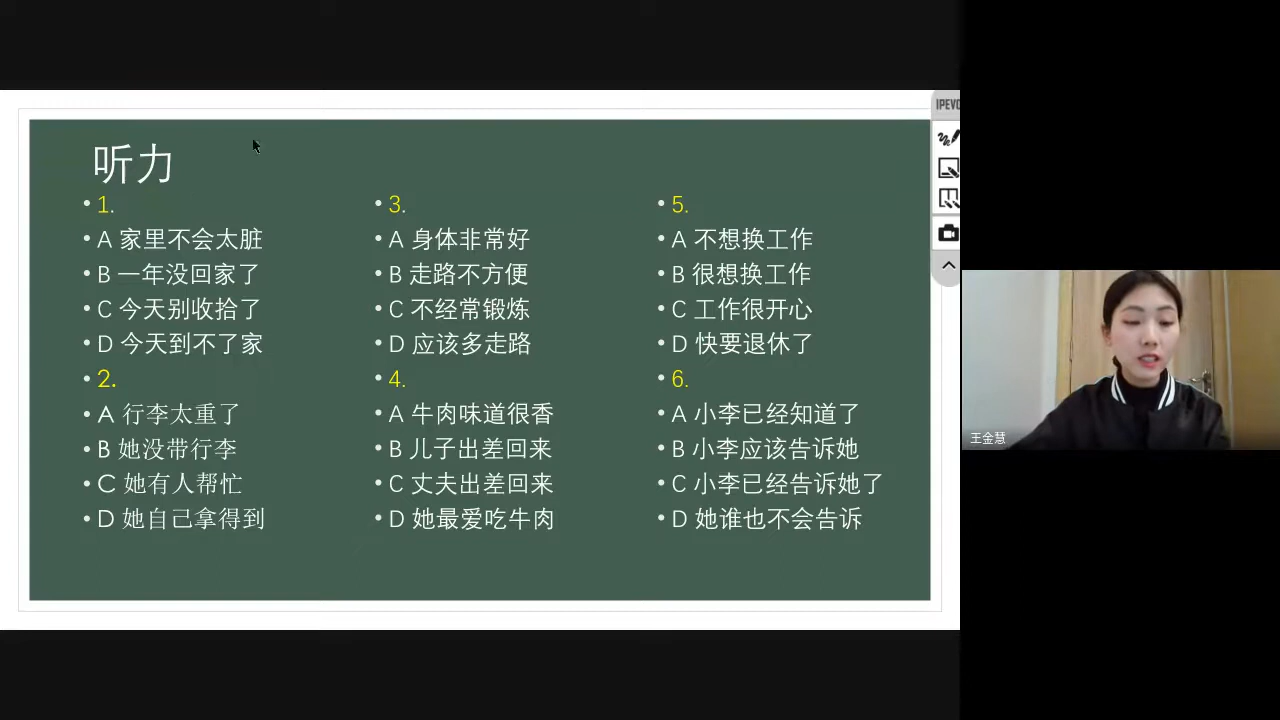 听力
1.
A 家里不会太脏
B 一年没回家了
C 今天别收拾了
D 今天到不了家
2.
A 行李太重了
B 她没带行李
C 她有人帮忙
D 她自己拿得到
3.
A 身体非常好
B 走路不方便
C 不经常锻炼
D 应该多走路
4.
A 牛肉味道很香
B 儿子出差回来
C 丈夫出差回来
D 她最爱吃牛肉
5.
A 不想换工作
B 很想换工作
C 工作很开心
D 快要退休了
6.
A 小李已经知道了
B 小李应该告诉她
C 小李已经告诉她了
D 她谁也不会告诉
IPEVO
王金慧